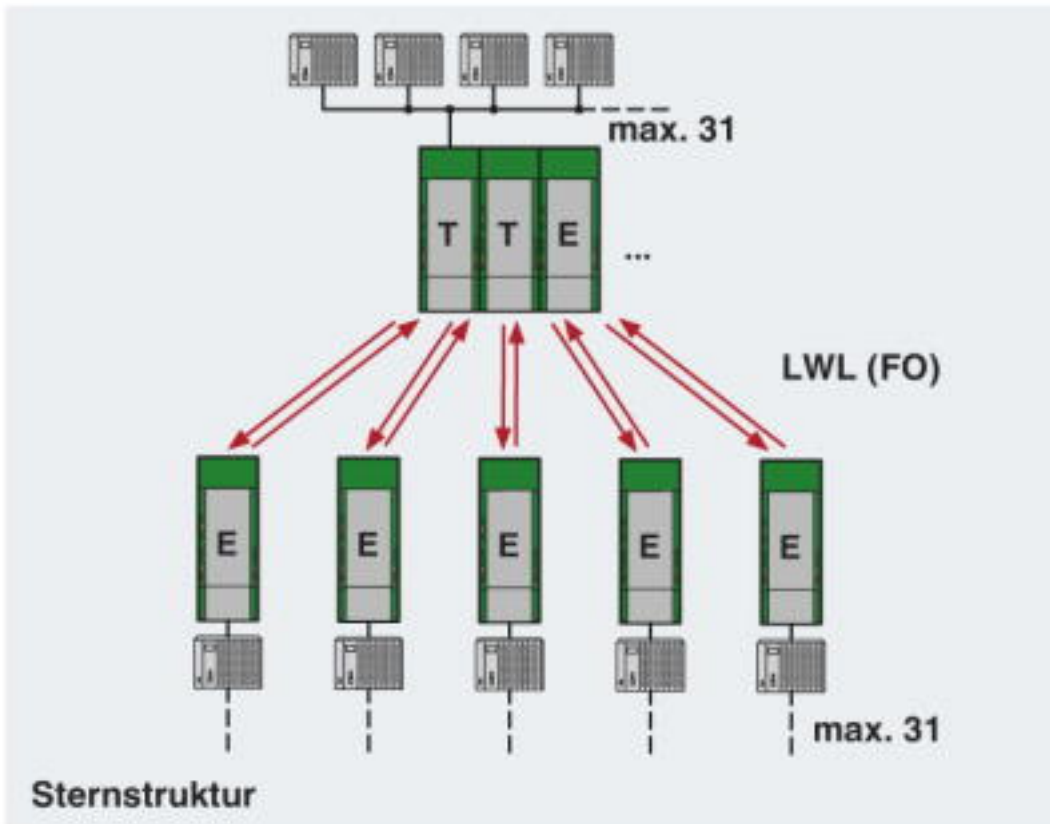 max. 31
T T E ...
LWL (FO)
E E E E E
max. 31
Sternstruktur